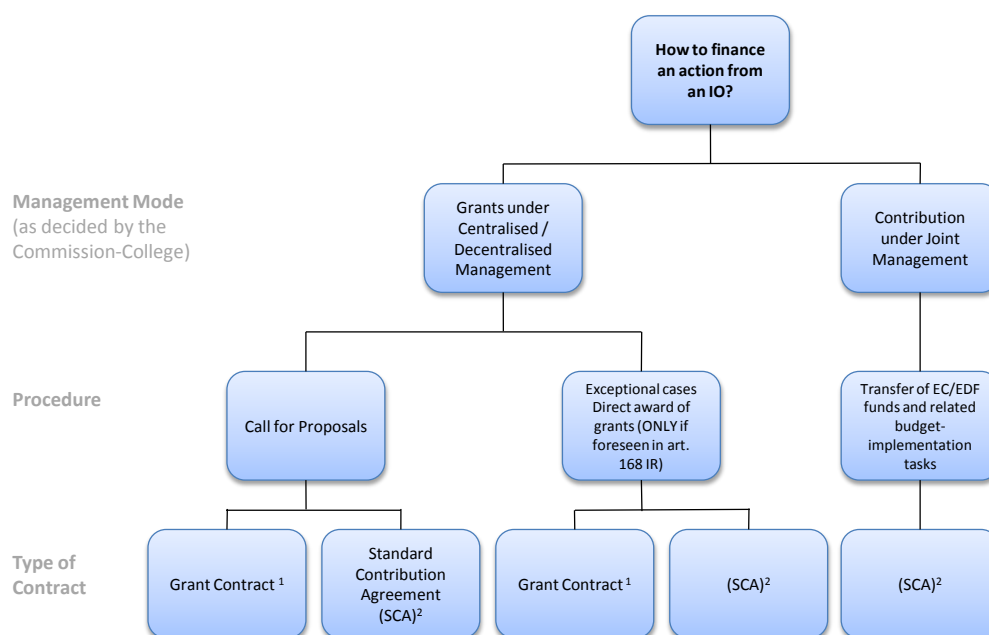 How to finance
an action from
an IO?
Management Mode
(as decided by the
Commission-College)
Grants under
Centralised /
Decentralised
Management
Contribution
under Joint
Management
Procedure
Call for Proposals
Exceptional cases
Direct award of
grants (ONLY if
foreseen in art.
168 IR)
Transfer of EC/EDF
funds and related
budget-
implementation
tasks
Type of
Contract
Grant Contract ¹
Standard
Contribution
Agreement
(SCA)²
Grant Contract ¹
(SCA)²
(SCA)²